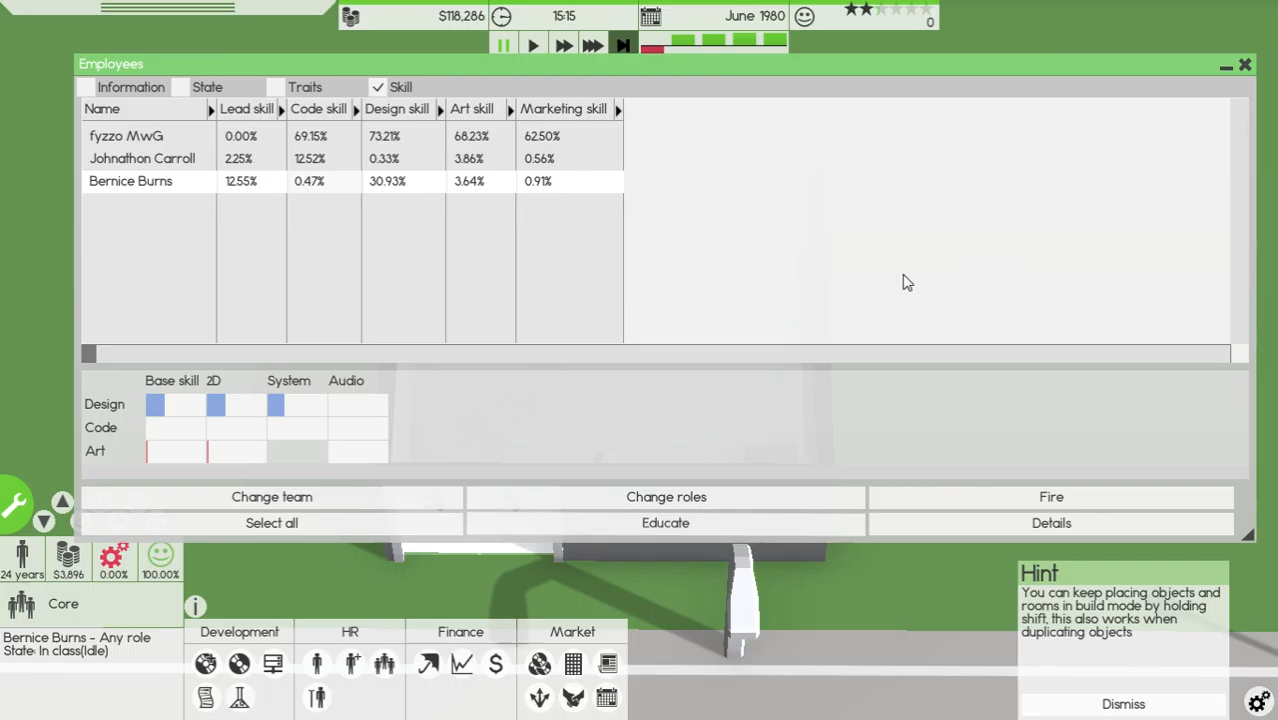 $118,286
15:15
June 1980
0
Employees
Information State Traits Skill
Name Lead skill Code skill Design skill Art skill Marketing skill
fyzzo MwG 0.00% 69.15% 73.21% 68.23% 62.50%
Johnathon Carroll 2.25% 12.52% 0.33% 3.86% 0.56%
Bernice Burns 12.55% 0.47% 30.93% 3.64% 0.91%
Base skill 2D System Audio
Design
Code
Art
Change team Change roles Fire
Select all Educate Details
24 years $3,896 0.00% 100.00%
Core
Bernice Burns - Any role
State: In class(Idle)
Development HR Finance Market
Hint
You can keep placing objects and
rooms in build mode by holding
shift, this also works when
duplicating objects
Dismiss